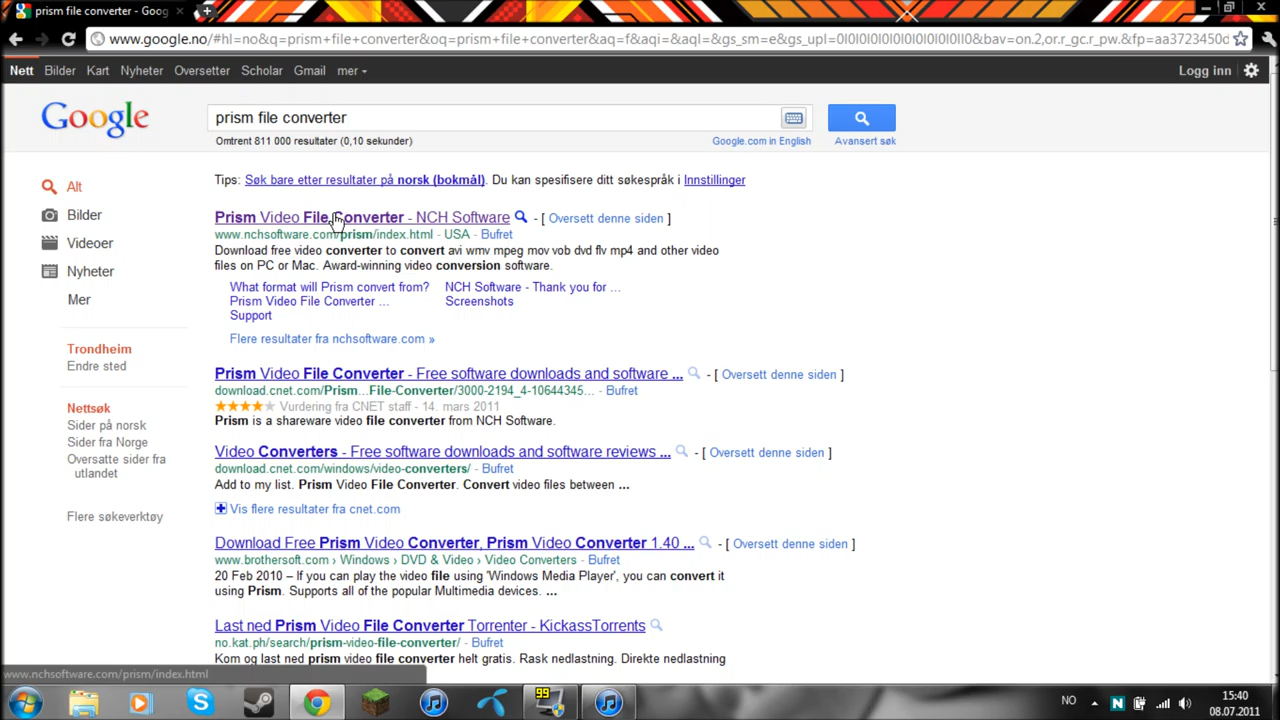 prism file converter - Goog
www.google.no/#hl=no&q=prism+file+converter&oq=prism+file+converter&aq=f&aqi=&aql=&gs_sm=e&gs_upl=0l0l0l0l0l0l0l0l0ll0&bav=on.2,or.r_gc.r_pw.&fp=aa3723450d
Nett Bilder Kart Nyheter Oversetter Scholar Gmail mer Logg inn
Google
prism file converter
Omtrent 811 000 resultater (0,10 sekunder) Google.com in English Avansert søk
Tips: Søk bare etter resultater på norsk (bokmål). Du kan spesifisere ditt søkespråk i Innstillinger
Alt
Bilder
Videoer
Nyheter
Mer
Trondheim
Endre sted
Nettsøk
Sider på norsk
Sider fra Norge
Oversatte sider fra
utlandet
Flere søkeverktøy
Prism Video File Converter - NCH Software - [ Oversett denne siden ]
www.nchsoftware.com/prism/index.html - USA - Bufret
Download free video converter to convert avi wmv mpeg mov vob dvd flv mp4 and other video
files on PC or Mac. Award-winning video conversion software.
What format will Prism convert from? NCH Software - Thank you for ...
Prism Video File Converter ... Screenshots
Support
Flere resultater fra nchsoftware.com »
Prism Video File Converter - Free software downloads and software ... - [ Oversett denne siden ]
download.cnet.com/Prism...File-Converter/3000-2194_4-10644345... - Bufret
Vurdering fra CNET staff - 14. mars 2011
Prism is a shareware video file converter from NCH Software.
Video Converters - Free software downloads and software reviews ... - [ Oversett denne siden ]
download.cnet.com/windows/video-converters/ - Bufret
Add to my list. Prism Video File Converter. Convert video files between ...
Vis flere resultater fra cnet.com
Download Free Prism Video Converter, Prism Video Converter 1.40 ... - [ Oversett denne siden ]
www.brothersoft.com › Windows › DVD & Video › Video Converters - Bufret
20 Feb 2010 – If you can play the video file using 'Windows Media Player', you can convert it
using Prism. Supports all of the popular Multimedia devices. ...
Last ned Prism Video File Converter Torrenter - KickassTorrents
no.kat.ph/search/prism-video-file-converter/ - Bufret
Kom og last ned prism video file converter helt gratis. Rask nedlastning. Direkte nedlastning
www.nchsoftware.com/prism/index.html
99
NO
15:40
08.07.2011